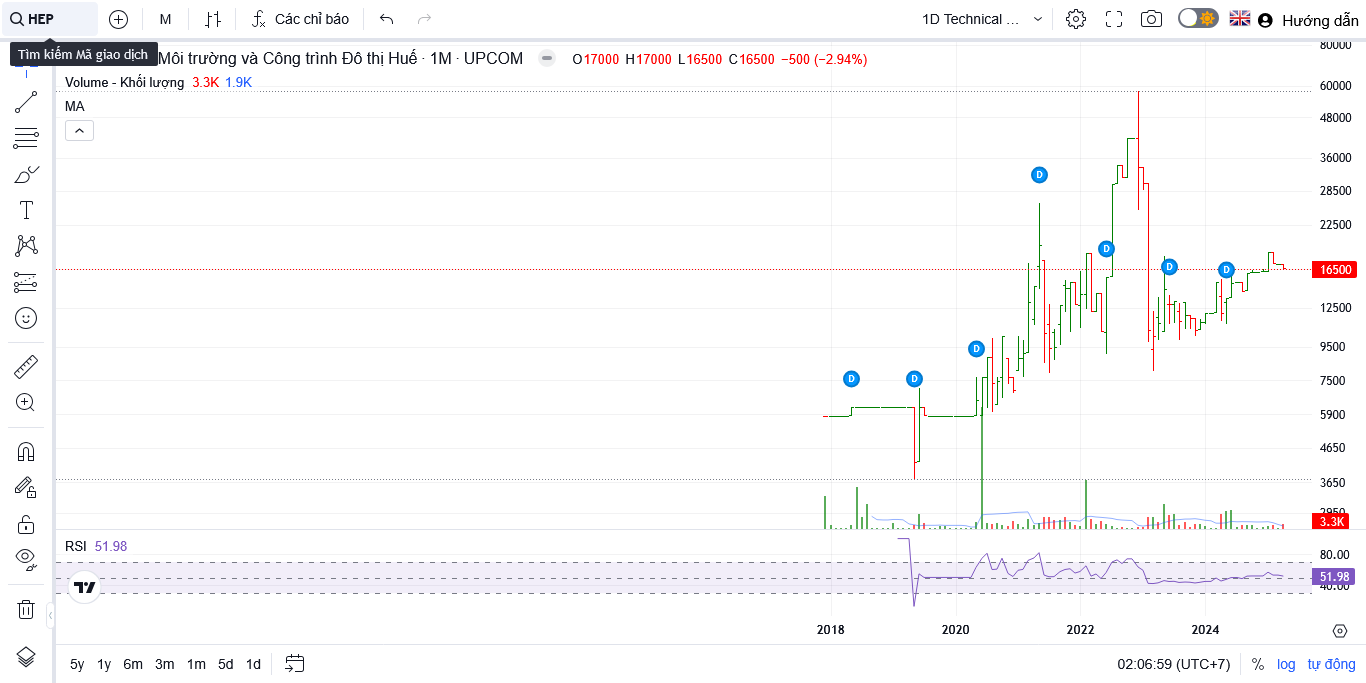 HEP
M
Các chỉ báo
1D Technical ...
Hướng dẫn
Tìm kiếm Mã giao dịch
Môi trường và Công trình Đô thị Huế · 1M · UPCOM
O17000 H17000 L16500 C16500 −500 (−2.94%)
Volume - Khối lượng 3.3K 1.9K
MA
80000
60000
48000
36000
28500
22500
16500
12500
9500
7500
5900
4650
3650
2950
3.3K
D
D
D
D
D
D
D
RSI 51.98
80.00
51.98
40.00
2018
2020
2022
2024
5y 1y 6m 3m 1m 5d 1d
02:06:59 (UTC+7)
% log tự động